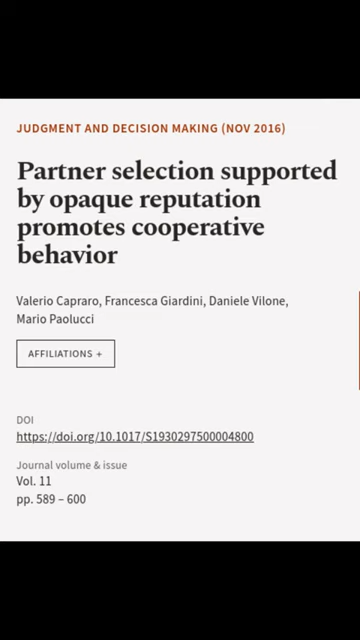 JUDGMENT AND DECISION MAKING (NOV 2016)
Partner selection supported
by opaque reputation
promotes cooperative
behavior
Valerio Capraro, Francesca Giardini, Daniele Vilone,
Mario Paolucci
AFFILIATIONS +
DOI
https://doi.org/10.1017/S1930297500004800
Journal volume & issue
Vol. 11
pp. 589 – 600